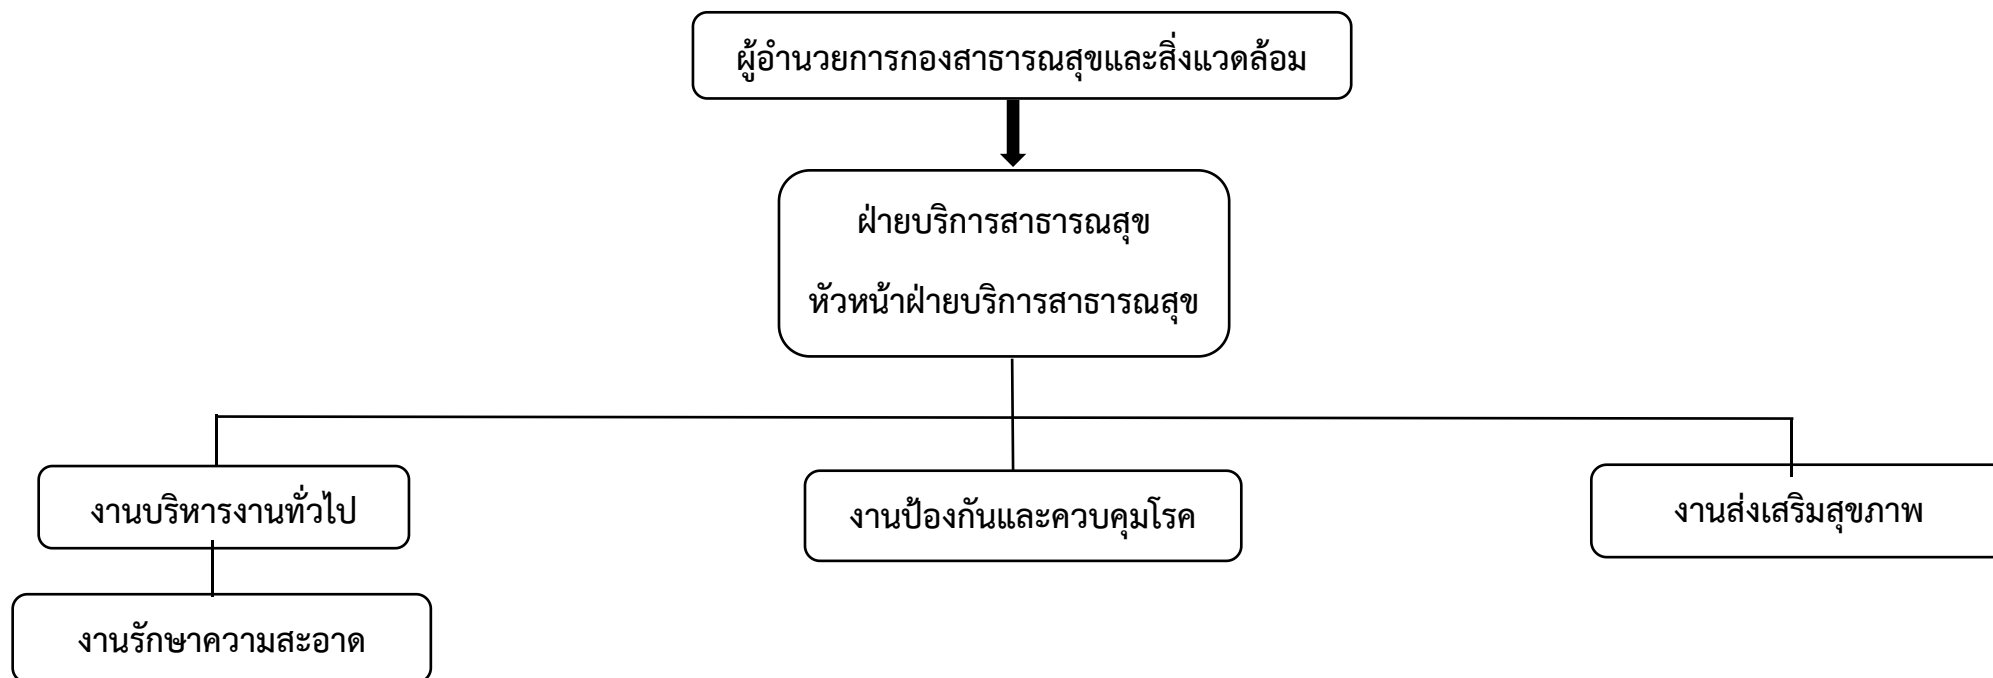 ผู้อำนวยการกองสาธารณสุขและสิ่งแวดล้อม
ฝ่ายบริการสาธารณสุข
หัวหน้าฝ่ายบริการสาธารณสุข
งานบริหารงานทั่วไป
งานป้องกันและควบคุมโรค
งานส่งเสริมสุขภาพ
งานรักษาความสะอาด